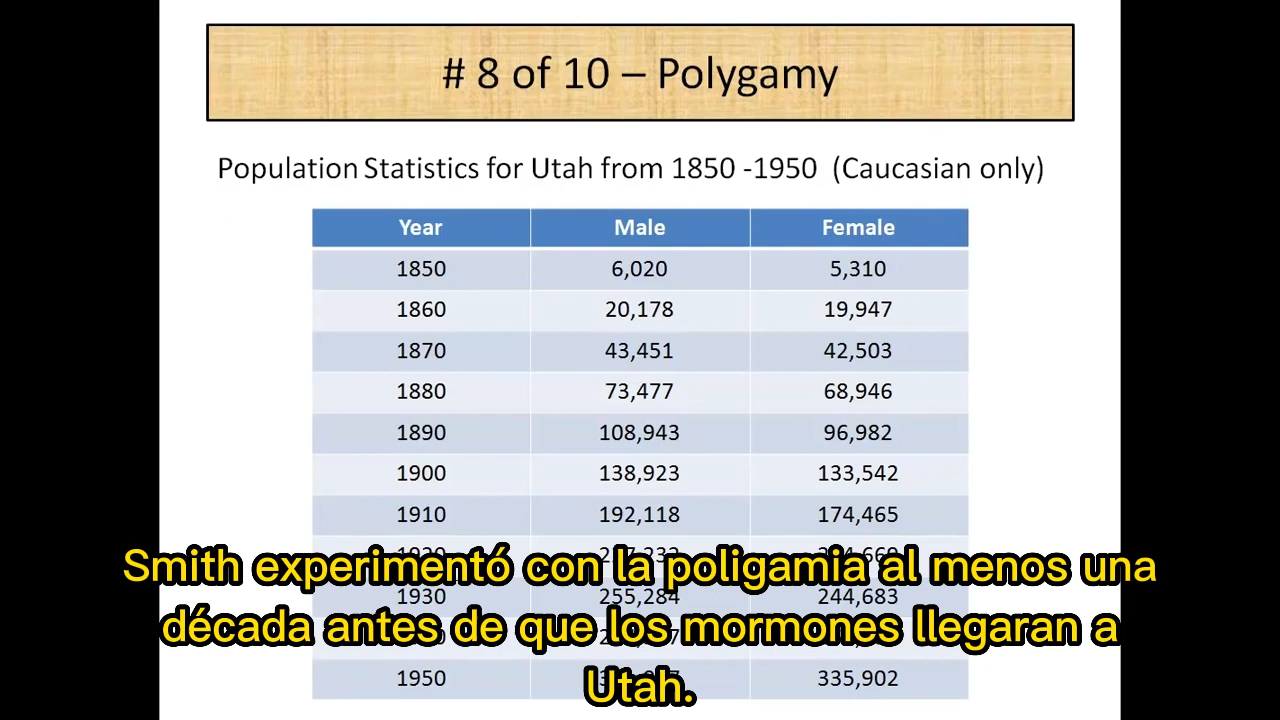 # 8 of 10 – Polygamy
Population Statistics for Utah from 1850 -1950 (Caucasian only)
Year Male Female
1850 6,020 5,310
1860 20,178 19,947
1870 43,451 42,503
1880 73,477 68,946
1890 108,943 96,982
1900 138,923 133,542
1910 192,118 174,465
Smith experimentó con la poligamia al menos una
1930 255,284 244,683
década antes de que los mormones llegaran a
1950 335,902
Utah.